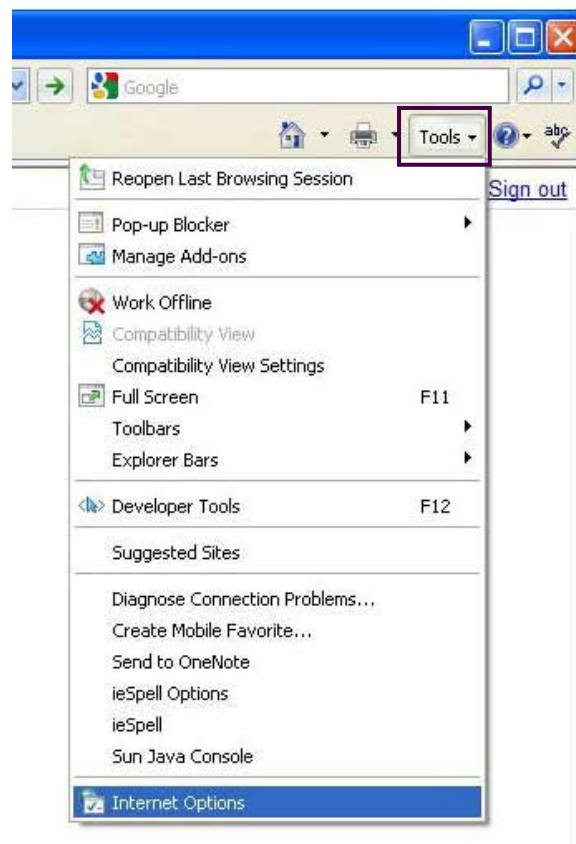 Google
Tools
abc
Reopen Last Browsing Session
Sign out
Pop-up Blocker
Manage Add-ons
Work Offline
Compatibility View
Compatibility View Settings
Full Screen F11
Toolbars
Explorer Bars
Developer Tools F12
Suggested Sites
Diagnose Connection Problems...
Create Mobile Favorite...
Send to OneNote
ieSpell Options
ieSpell
Sun Java Console
Internet Options